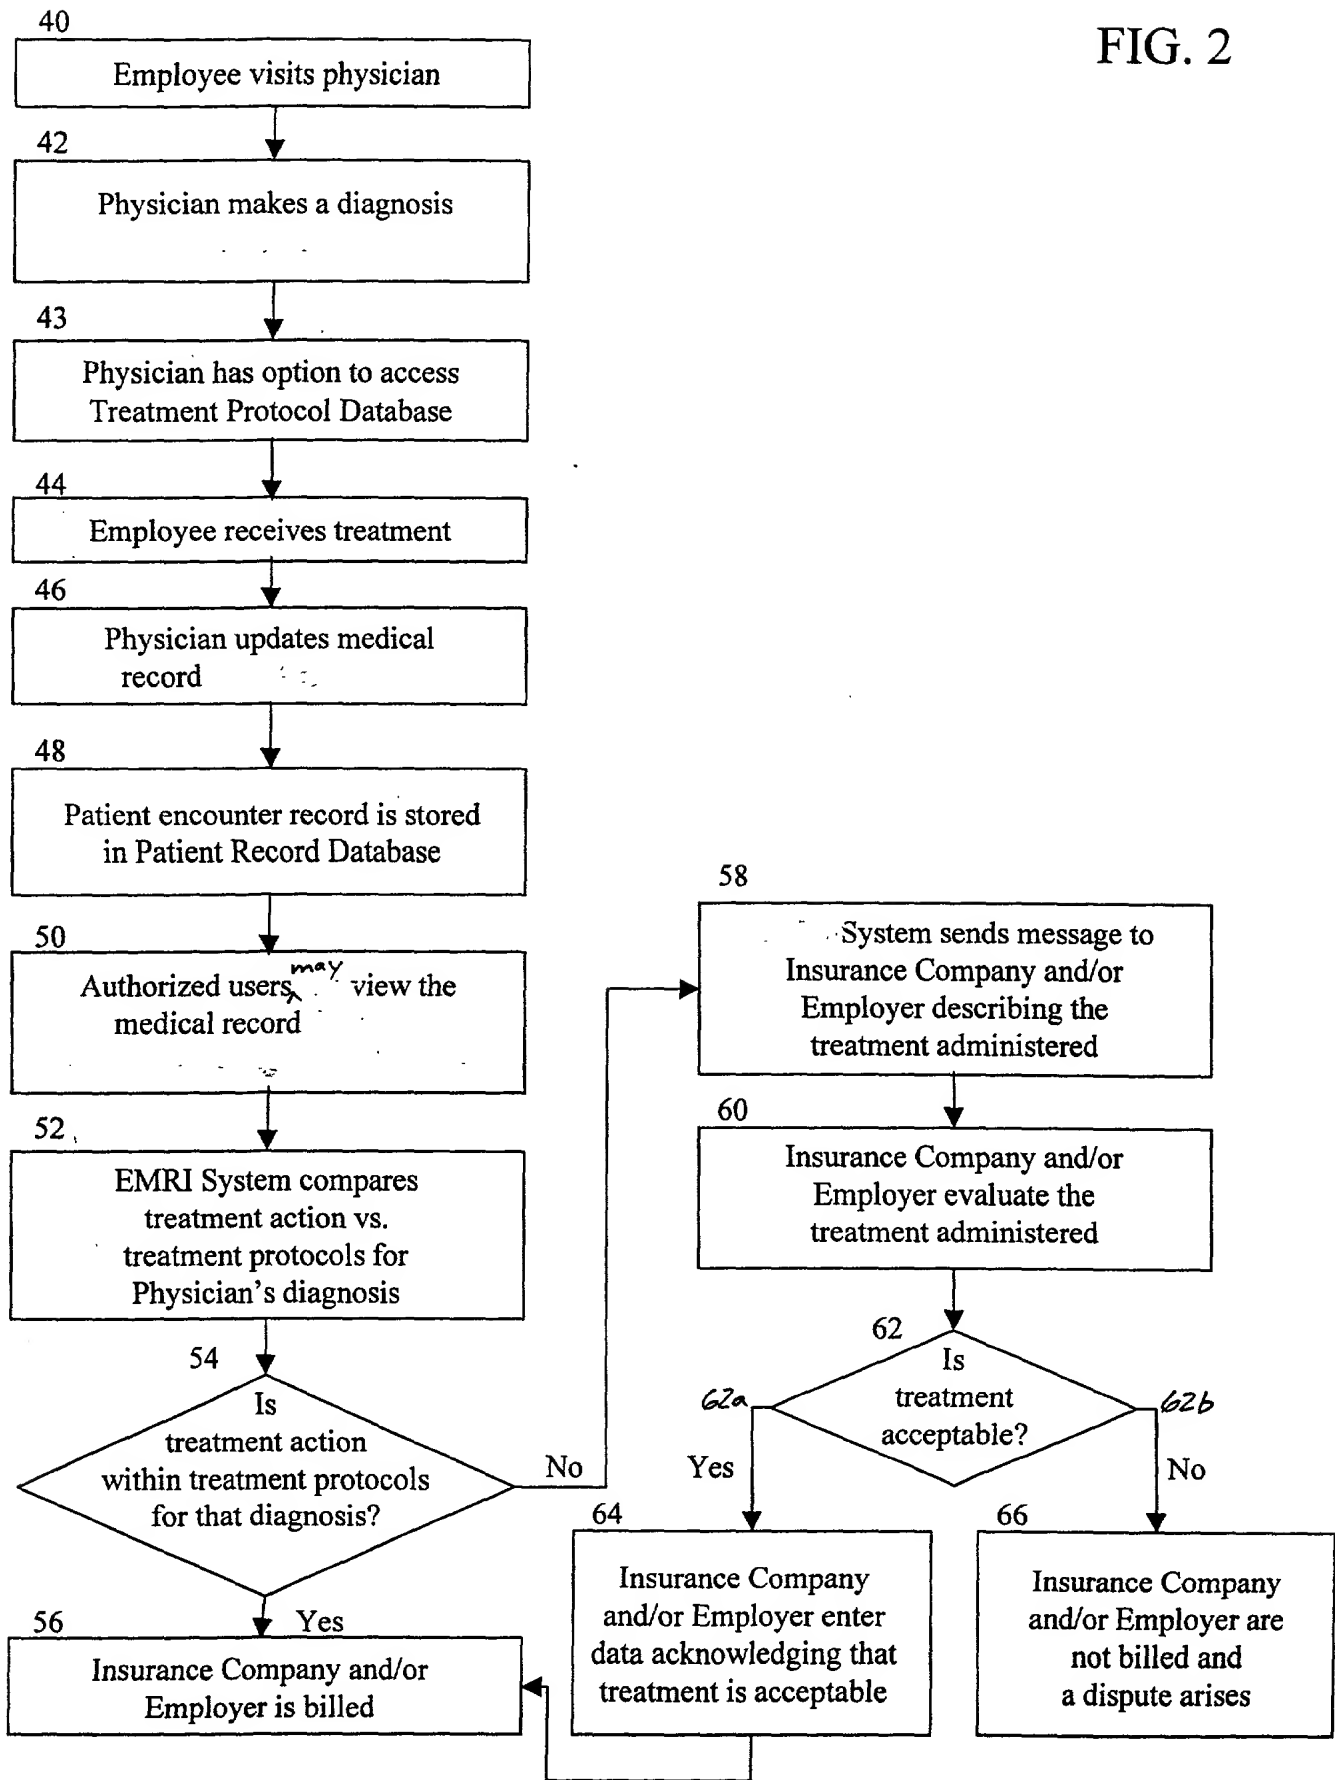 FIG. 2
40
Employee visits physician
42
Physician makes a diagnosis
43
Physician has option to access
Treatment Protocol Database
44
Employee receives treatment
46
Physician updates medical
record
48
Patient encounter record is stored
in Patient Record Database
50
Authorized users may view the
medical record
52
EMRI System compares
treatment action vs.
treatment protocols for
Physician's diagnosis
54
Is
treatment action
within treatment protocols
for that diagnosis?
No
Yes
56
Insurance Company and/or
Employer is billed
58
System sends message to
Insurance Company and/or
Employer describing the
treatment administered
60
Insurance Company and/or
Employer evaluate the
treatment administered
62
Is
treatment
acceptable?
62a
62b
Yes
No
64
Insurance Company
and/or Employer enter
data acknowledging that
treatment is acceptable
66
Insurance Company
and/or Employer are
not billed and
a dispute arises